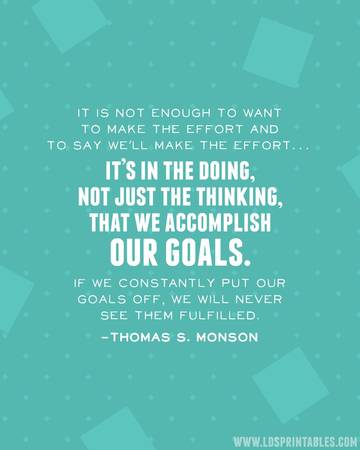 IT IS NOT ENOUGH TO WANT
TO MAKE THE EFFORT AND
TO SAY WE'LL MAKE THE EFFORT...
IT'S IN THE DOING,
NOT JUST THE THINKING,
THAT WE ACCOMPLISH
OUR GOALS.
IF WE CONSTANTLY PUT OUR
GOALS OFF, WE WILL NEVER
SEE THEM FULFILLED.
–THOMAS S. MONSON
WWW.LDSPRINTABLES.COM